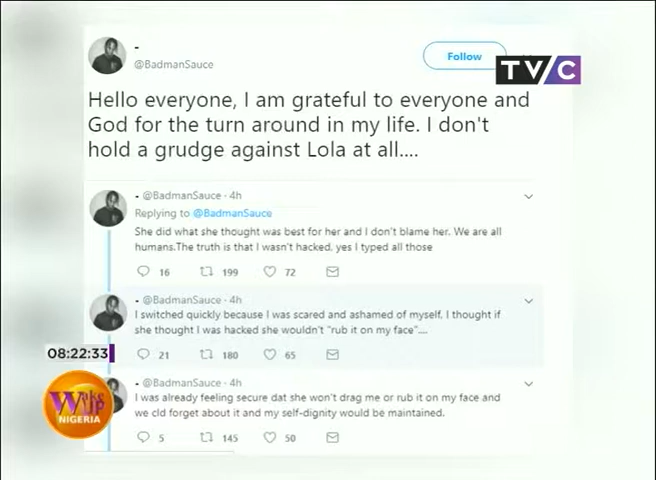 -
@BadmanSauce
Follow
TV/C
Hello everyone, I am grateful to everyone and
God for the turn around in my life. I don't
hold a grudge against Lola at all....
- @BadmanSauce · 4h
Replying to @BadmanSauce
She did what she thought was best for her and I don't blame her. We are all
humans.The truth is that I wasn't hacked, yes I typed all those
16 199 72
- @BadmanSauce · 4h
I switched quickly because I was scared and ashamed of myself, I thought if
she thought I was hacked she wouldn't "rub it on my face"....
21 180 65
08:22:33
- @BadmanSauce · 4h
I was already feeling secure dat she won't drag me or rub it on my face and
we cld forget about it and my self-dignity would be maintained.
5 145 50
Wake
Up
NIGERIA